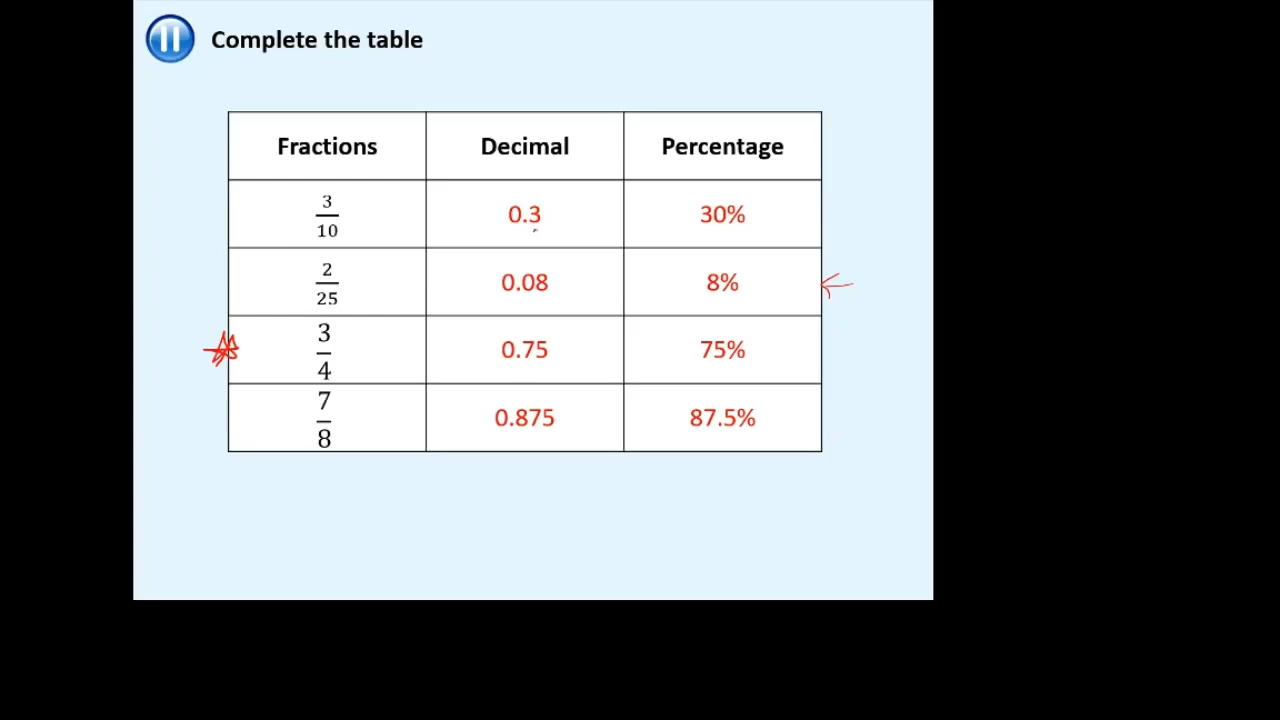 Complete the table
Fractions Decimal Percentage
3/10 0.3 30%
2/25 0.08 8%
3/4 0.75 75%
7/8 0.875 87.5%